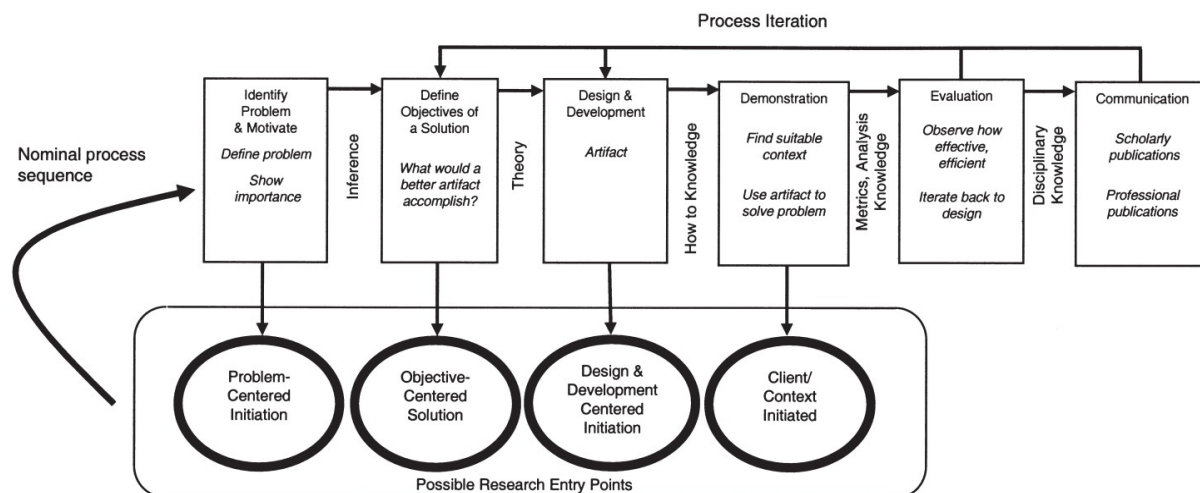 Process Iteration
Nominal process
sequence
Identify
Problem
& Motivate
Define problem
Show
importance
Inference
Define
Objectives of
a Solution
What would a
better artifact
accomplish?
Theory
Design &
Development
Artifact
How to Knowledge
Demonstration
Find suitable
context
Use artifact to
solve problem
Metrics, Analysis
Knowledge
Evaluation
Observe how
effective,
efficient
Iterate back to
design
Disciplinary
Knowledge
Communication
Scholarly
publications
Professional
publications
Problem-
Centered
Initiation
Objective-
Centered
Solution
Design &
Development
Centered
Initiation
Client/
Context
Initiated
Possible Research Entry Points